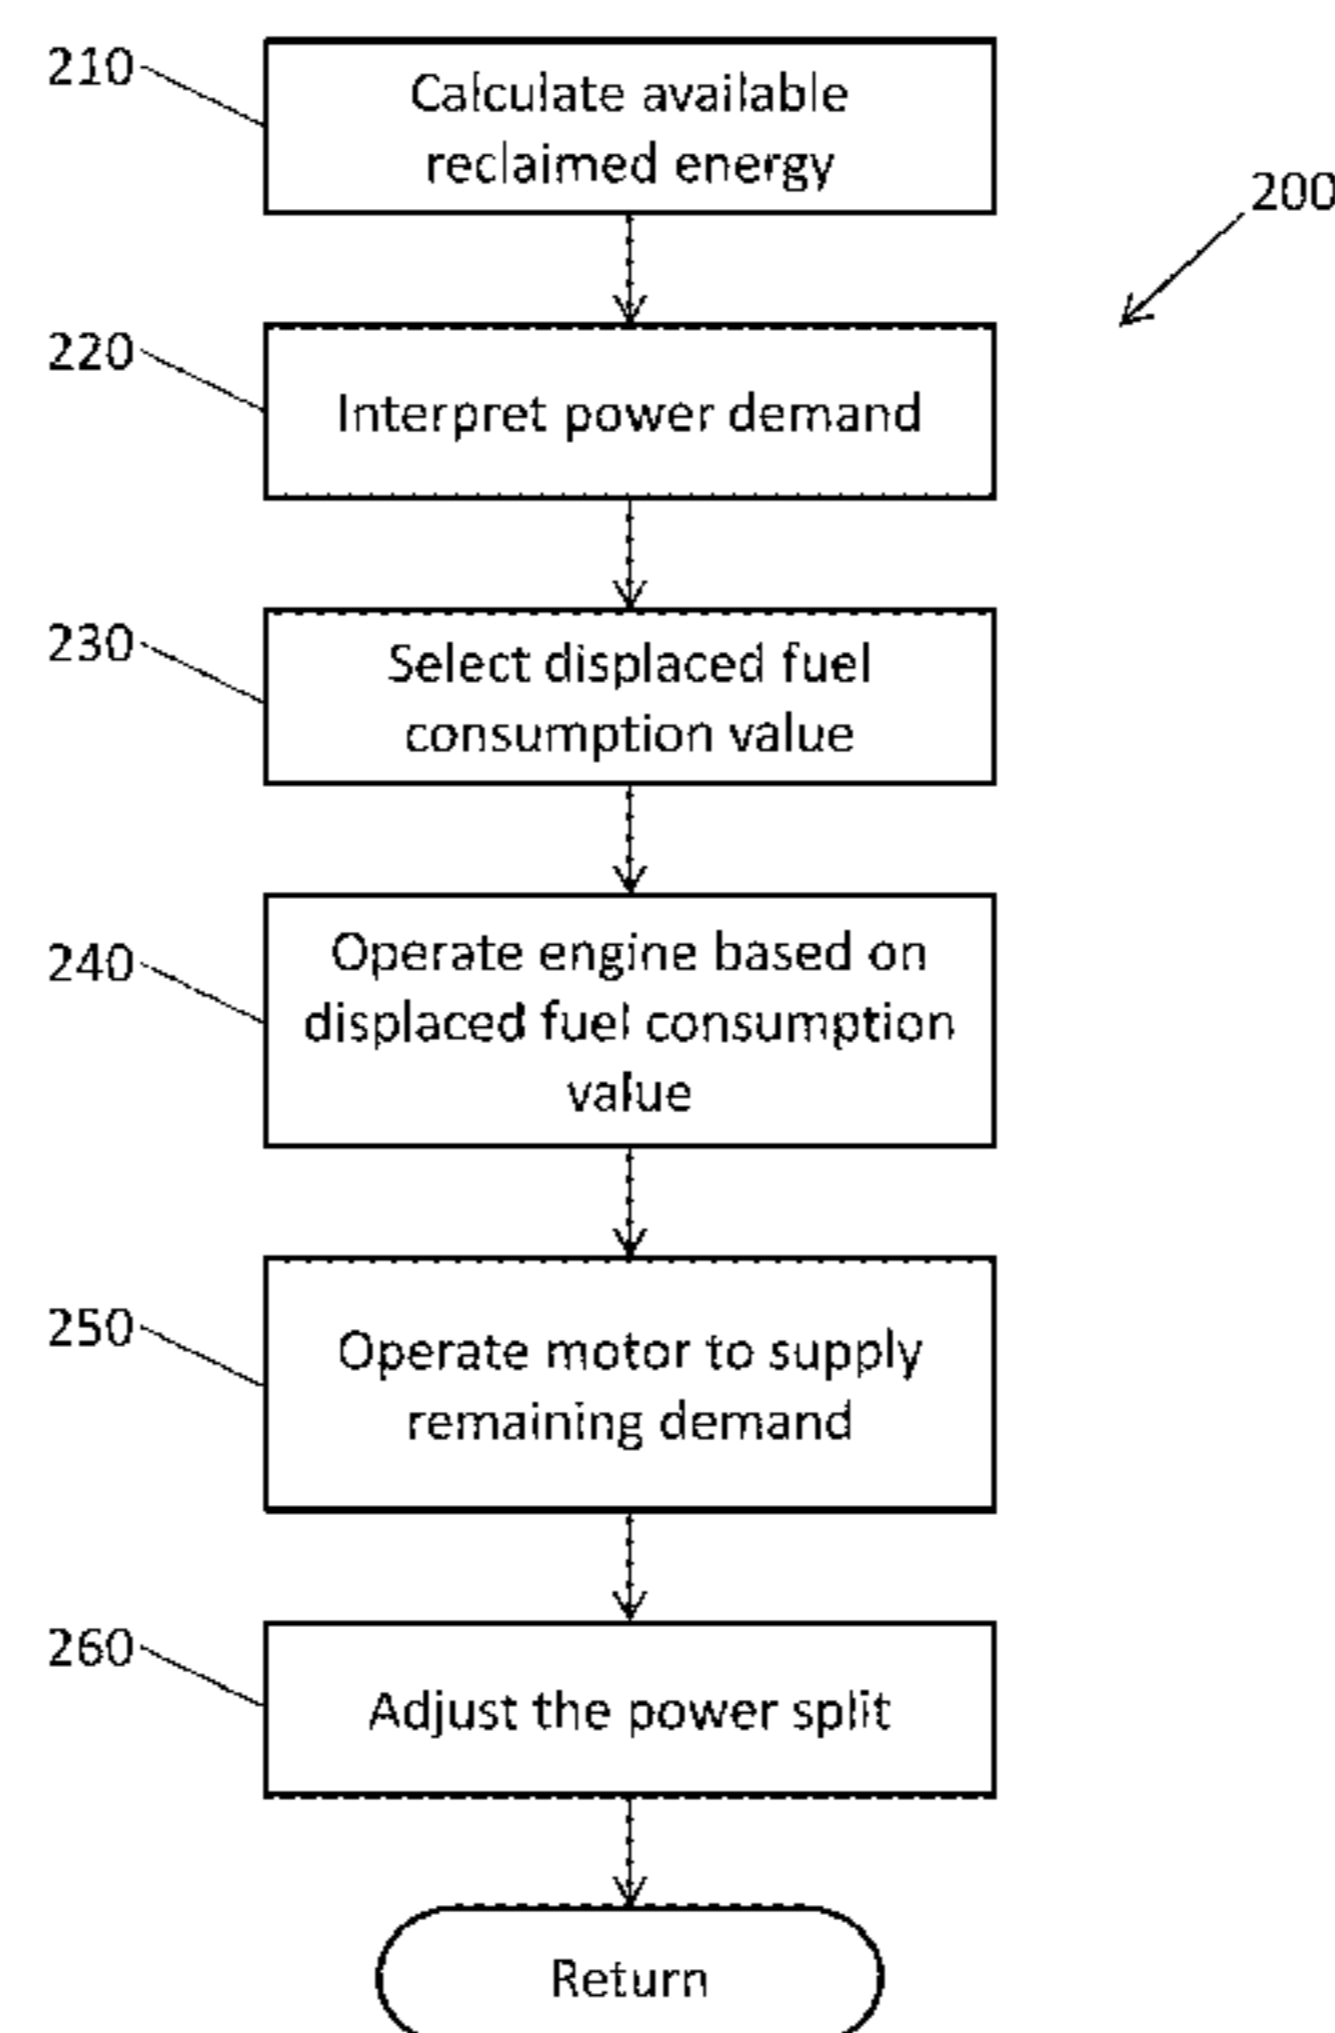 210
Calculate available
reclaimed energy
200
220
Interpret power demand
230
Select displaced fuel
consumption value
240
Operate engine based on
displaced fuel consumption
value
250
Operate motor to supply
remaining demand
260
Adjust the power split
Return